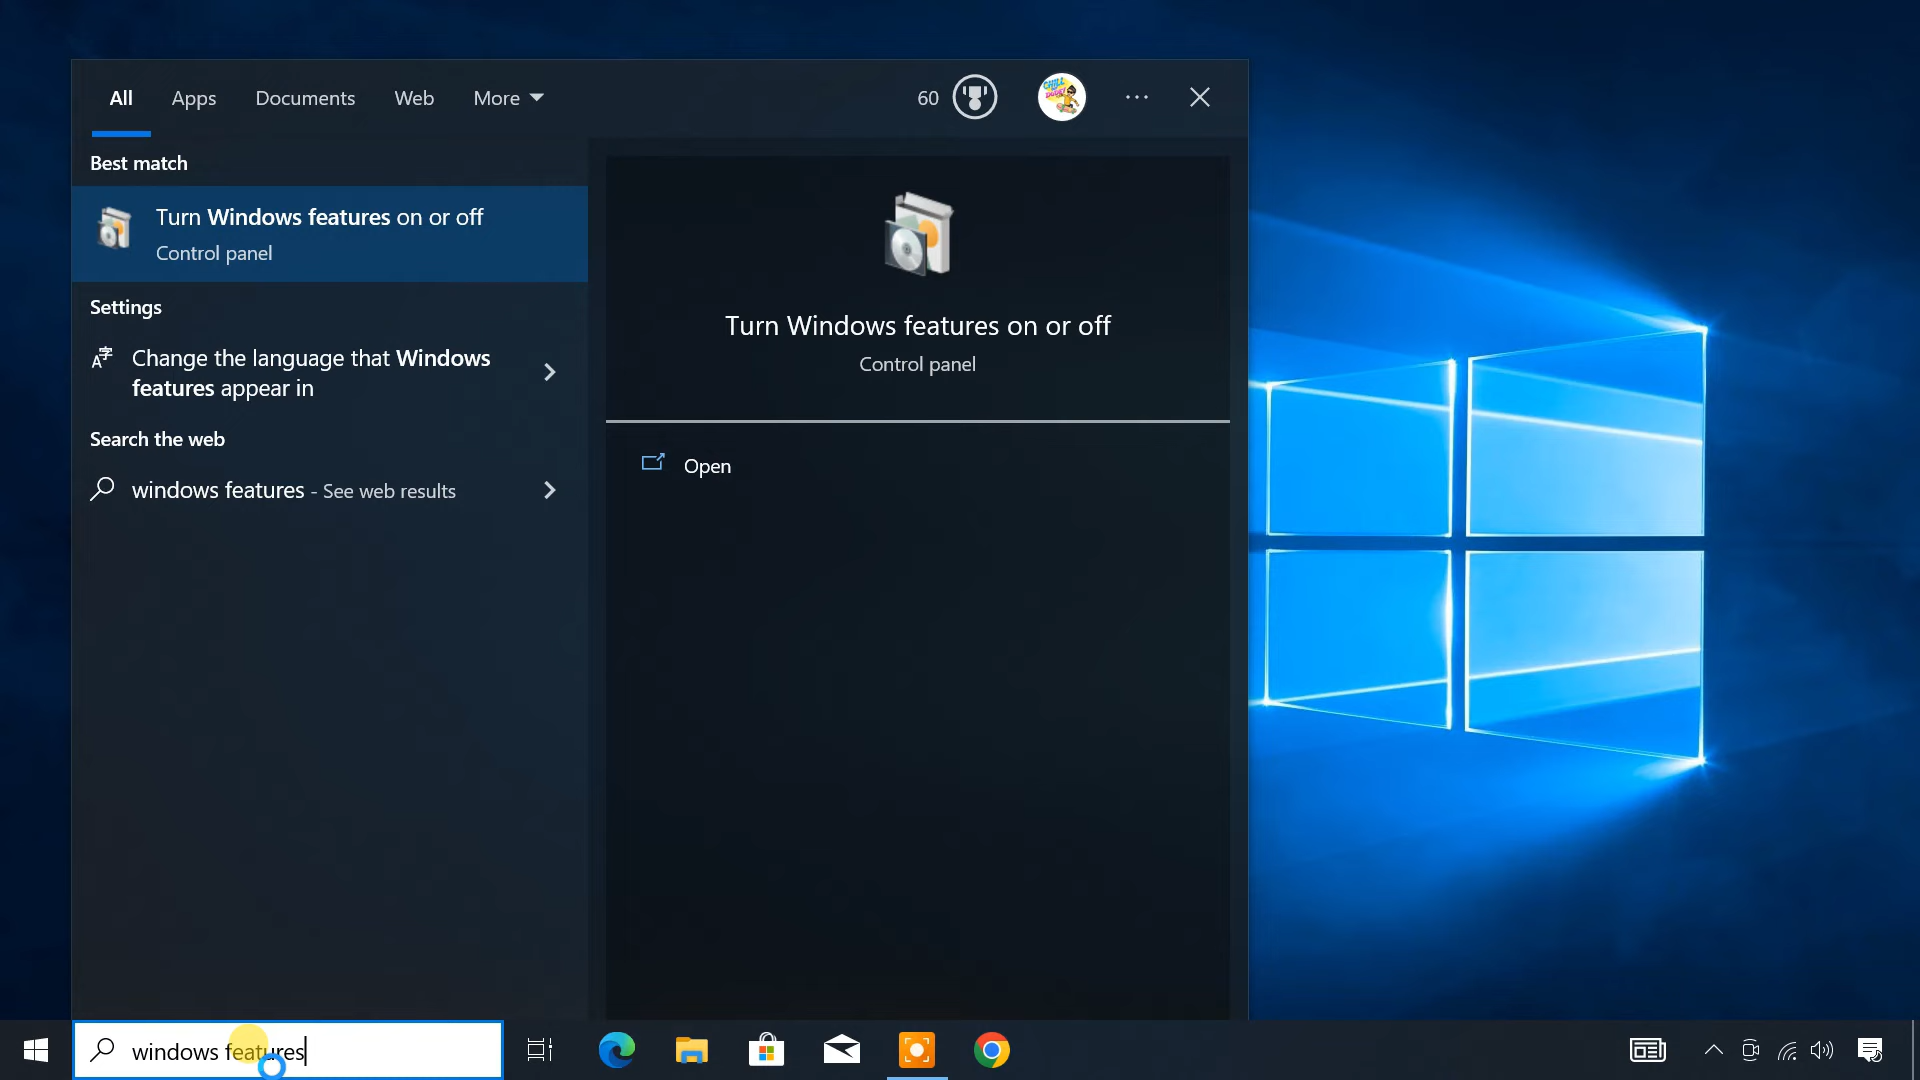 All Apps Documents Web More 60
Best match
Turn Windows features on or off
Control panel
Settings
Change the language that Windows
features appear in
Search the web
windows features - See web results
Turn Windows features on or off
Control panel
Open
windows features